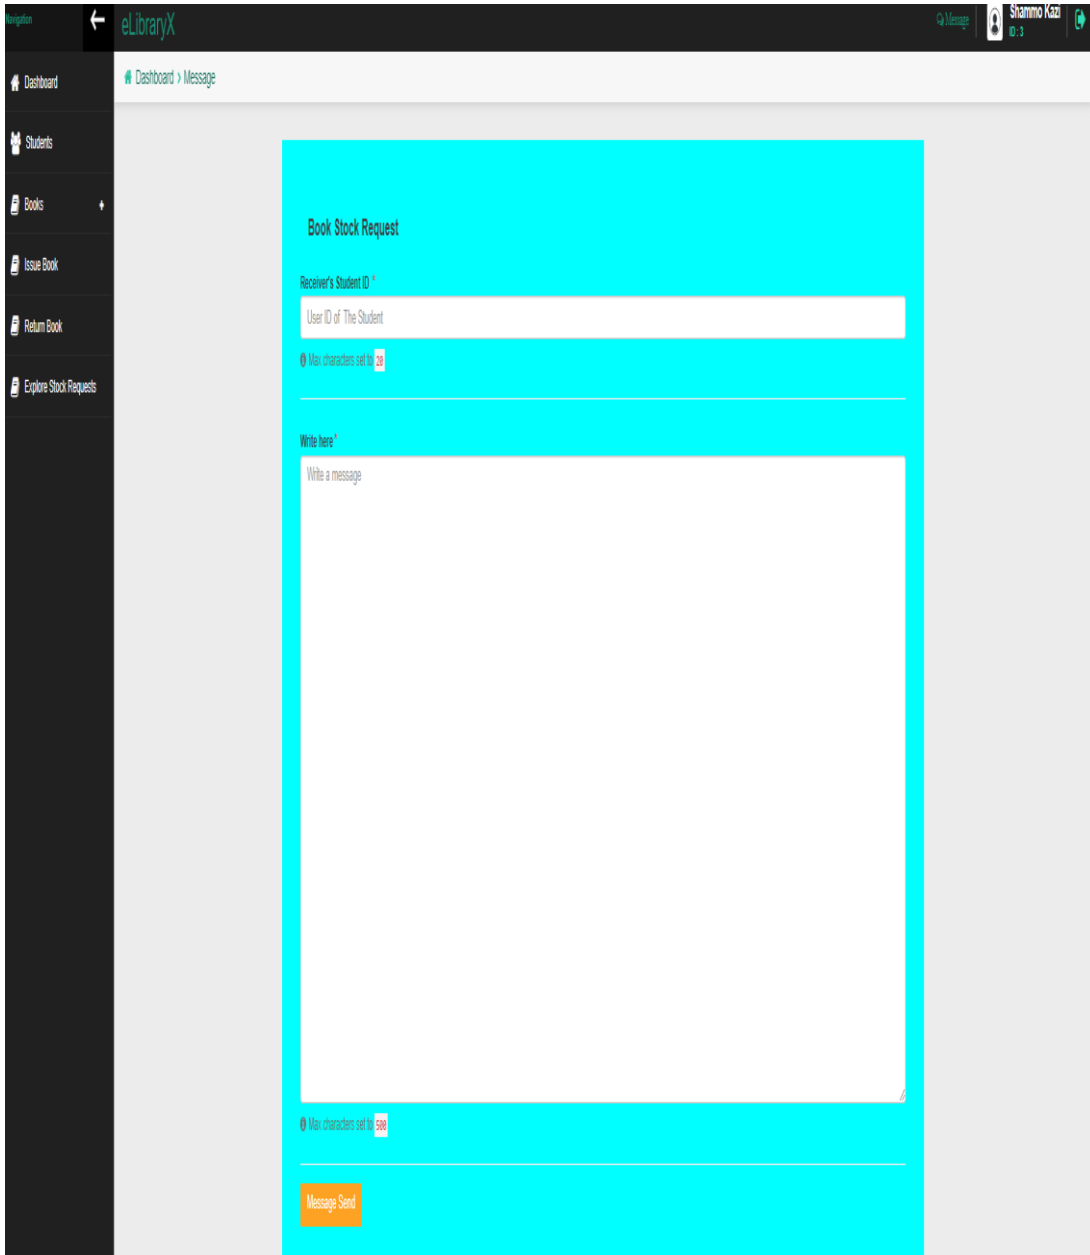 Navigation
eLibraryX
Message
Shammo Kazi
ID : 3
Dashboard
Dashboard > Message
Students
Books +
Issue Book
Return Book
Explore Stock Requests
Book Stock Request
Receiver's Student ID *
User ID of The Student
Max characters set to 20
Write here *
Write a message
Max characters set to 500
Message Send